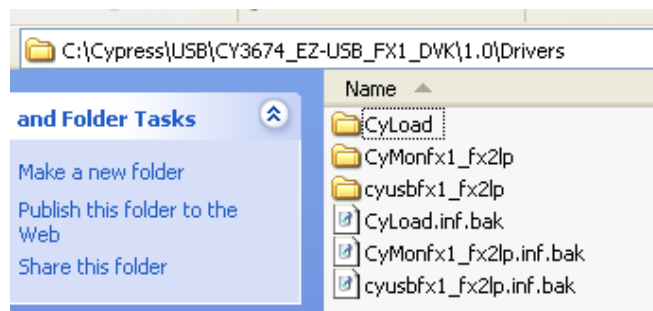 C:\Cypress\USB\CY3674_EZ-USB_FX1_DVK\1.0\Drivers
Name
and Folder Tasks
Make a new folder
Publish this folder to the
Web
Share this folder
CyLoad
CyMonfx1_fx2lp
cyusbfx1_fx2lp
CyLoad.inf.bak
CyMonfx1_fx2lp.inf.bak
cyusbfx1_fx2lp.inf.bak